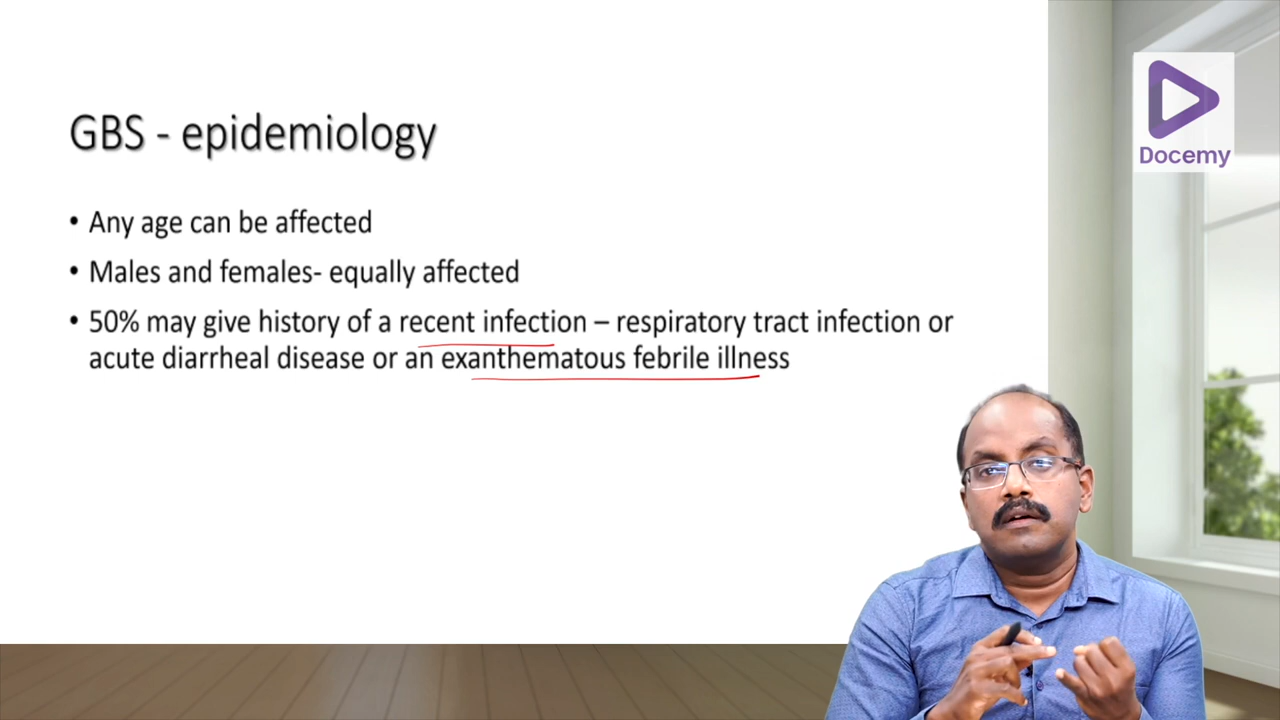 GBS - epidemiology
Docemy
• Any age can be affected
• Males and females- equally affected
• 50% may give history of a recent infection – respiratory tract infection or
acute diarrheal disease or an exanthematous febrile illness